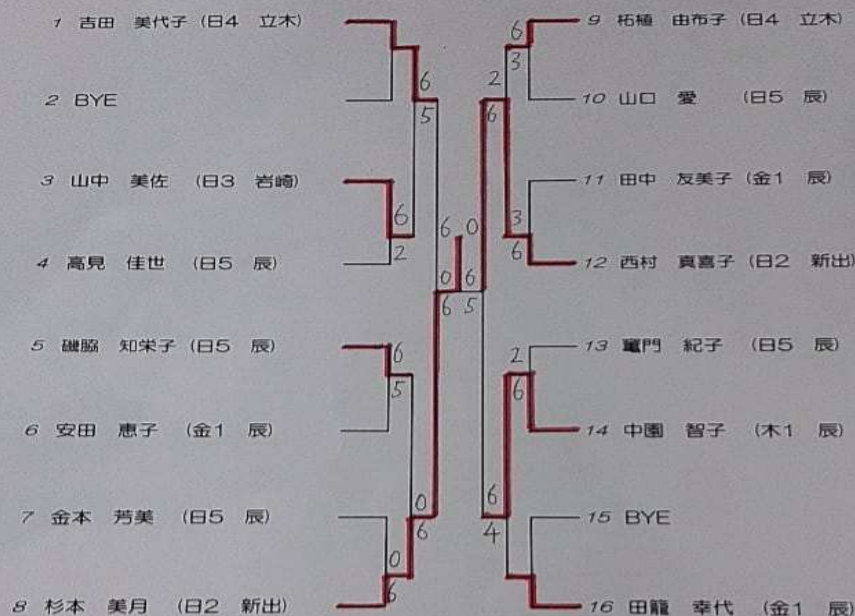 1 吉田 美代子 (日4 立木)
2 BYE
3 山中 美佐 (日3 岩崎)
4 高見 佳世 (日5 辰)
5 磯脇 知栄子 (日5 辰)
6 安田 恵子 (金1 辰)
7 金本 芳美 (日5 辰)
8 杉本 美月 (日2 新出)
6
5
6
2
6
5
0
6
0
6
0
6
6 0
6
5
2
6
6
4
6
3
3
6
2
6
9 柘植 由布子 (日4 立木)
10 山口 愛 (日5 辰)
11 田中 友美子 (金1 辰)
12 西村 真喜子 (日2 新出)
13 竈門 紀子 (日5 辰)
14 中園 智子 (木1 辰)
15 BYE
16 田籠 幸代 (金1 辰)